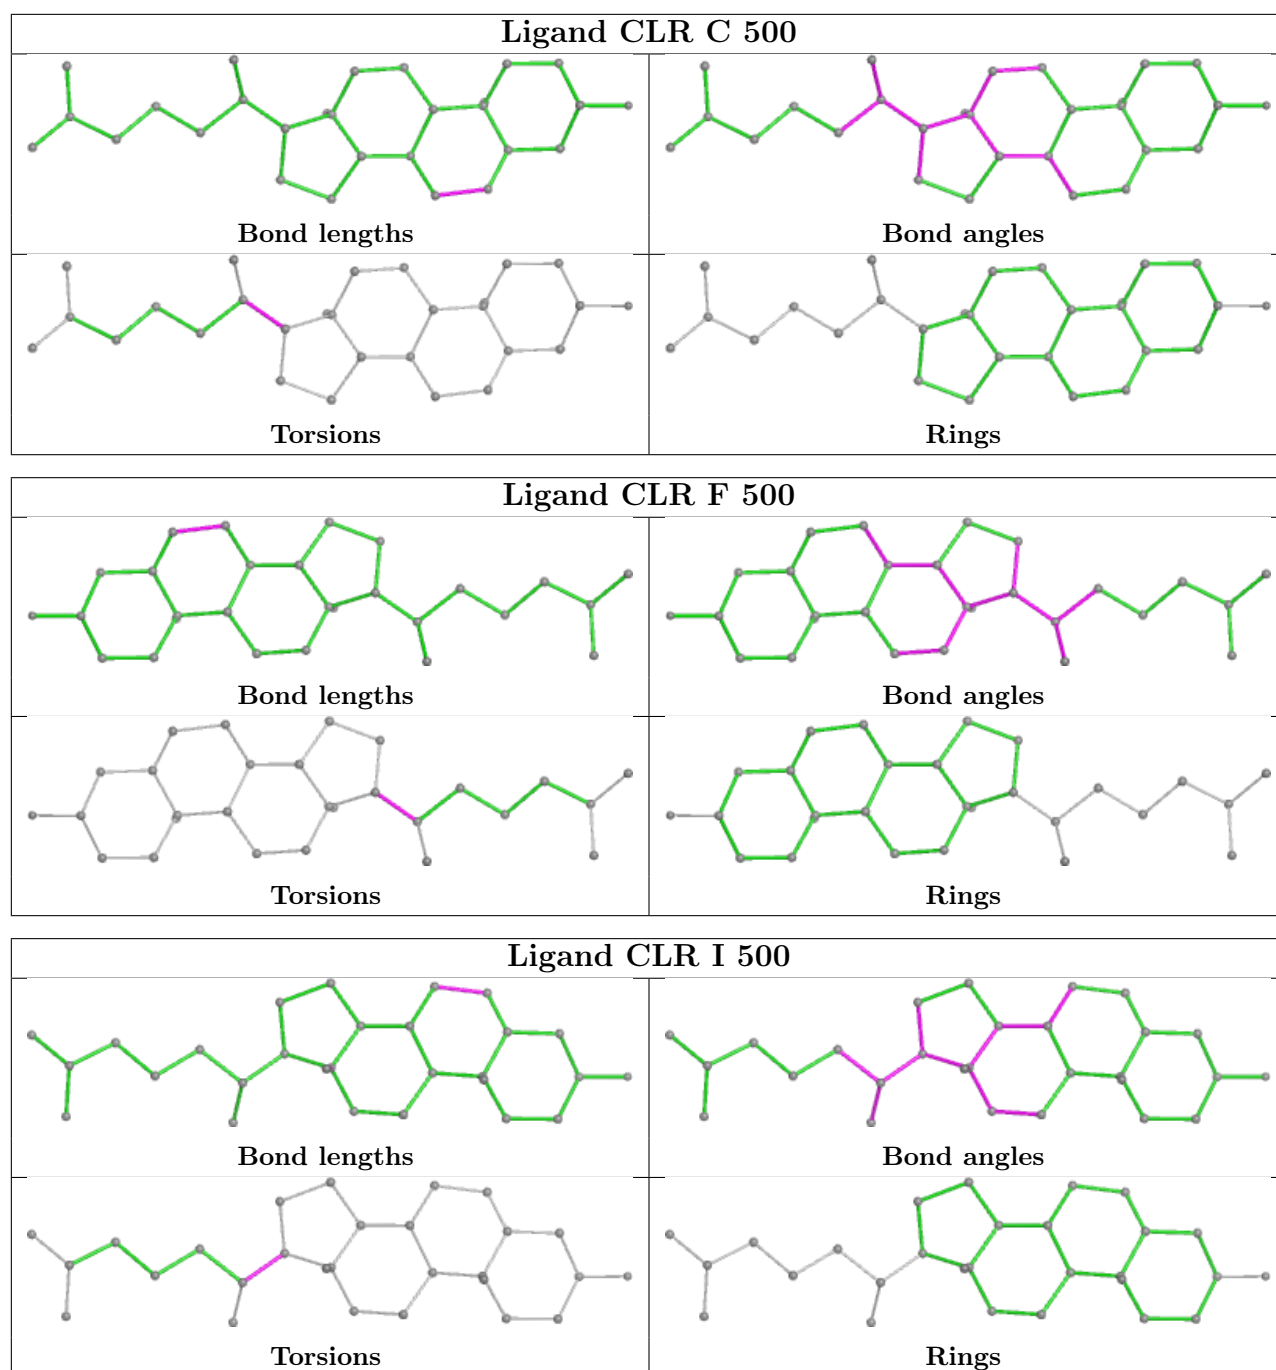 Ligand CLR C 500
Bond lengths
Bond angles
Torsions
Rings
Ligand CLR F 500
Bond lengths
Bond angles
Torsions
Rings
Ligand CLR I 500
Bond lengths
Bond angles
Torsions
Rings